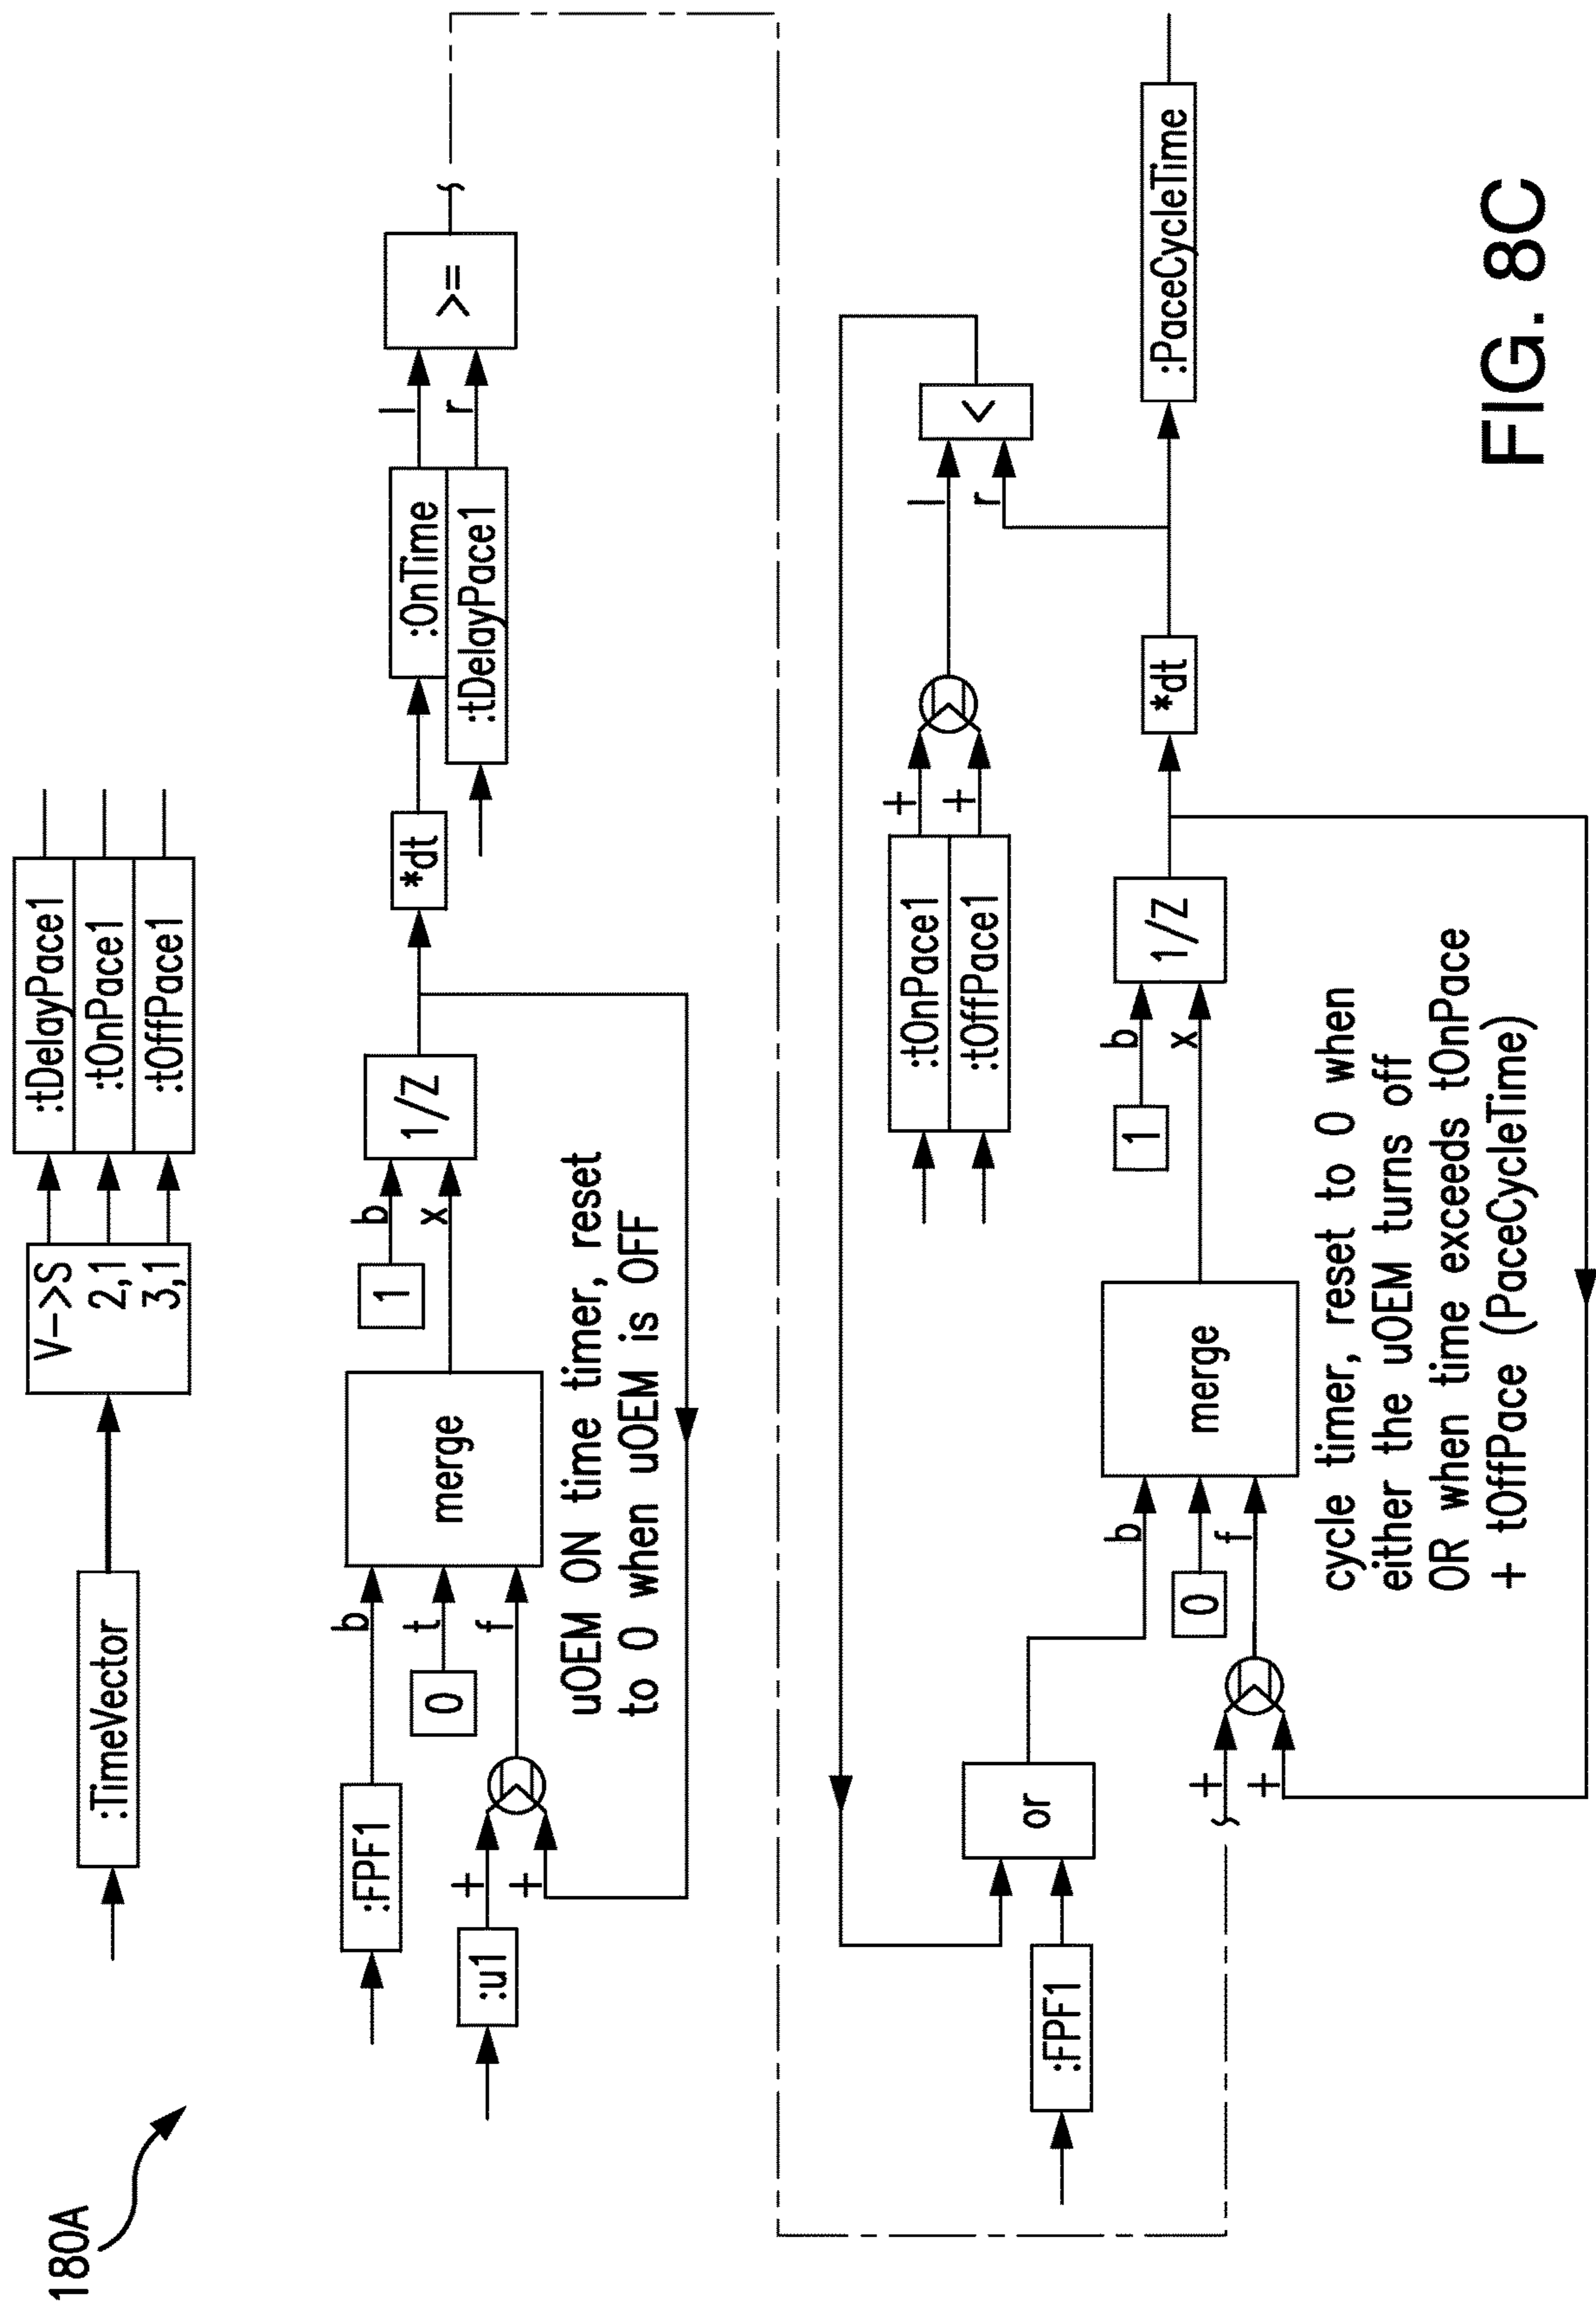 180A
:TimeVector
V->S
2,1
3,1
:tDelayPace1
:tOnPace1
:tOffPace1
:FPF1
b
0
t
:u1
+
+
f
merge
1
b
x
1/Z
*dt
:OnTime
:tDelayPace1
l
r
>=
uOEM ON time timer, reset
to 0 when uOEM is OFF
:tOnPace1
:tOffPace1
+
+
l
r
<
:FPF1
or
b
0
+
+
f
merge
1
b
x
1/Z
*dt
:PaceCycleTime
cycle timer, reset to 0 when
either the uOEM turns off
OR when time exceeds tOnPace
+ tOffPace (PaceCycleTime)
FIG. 8C